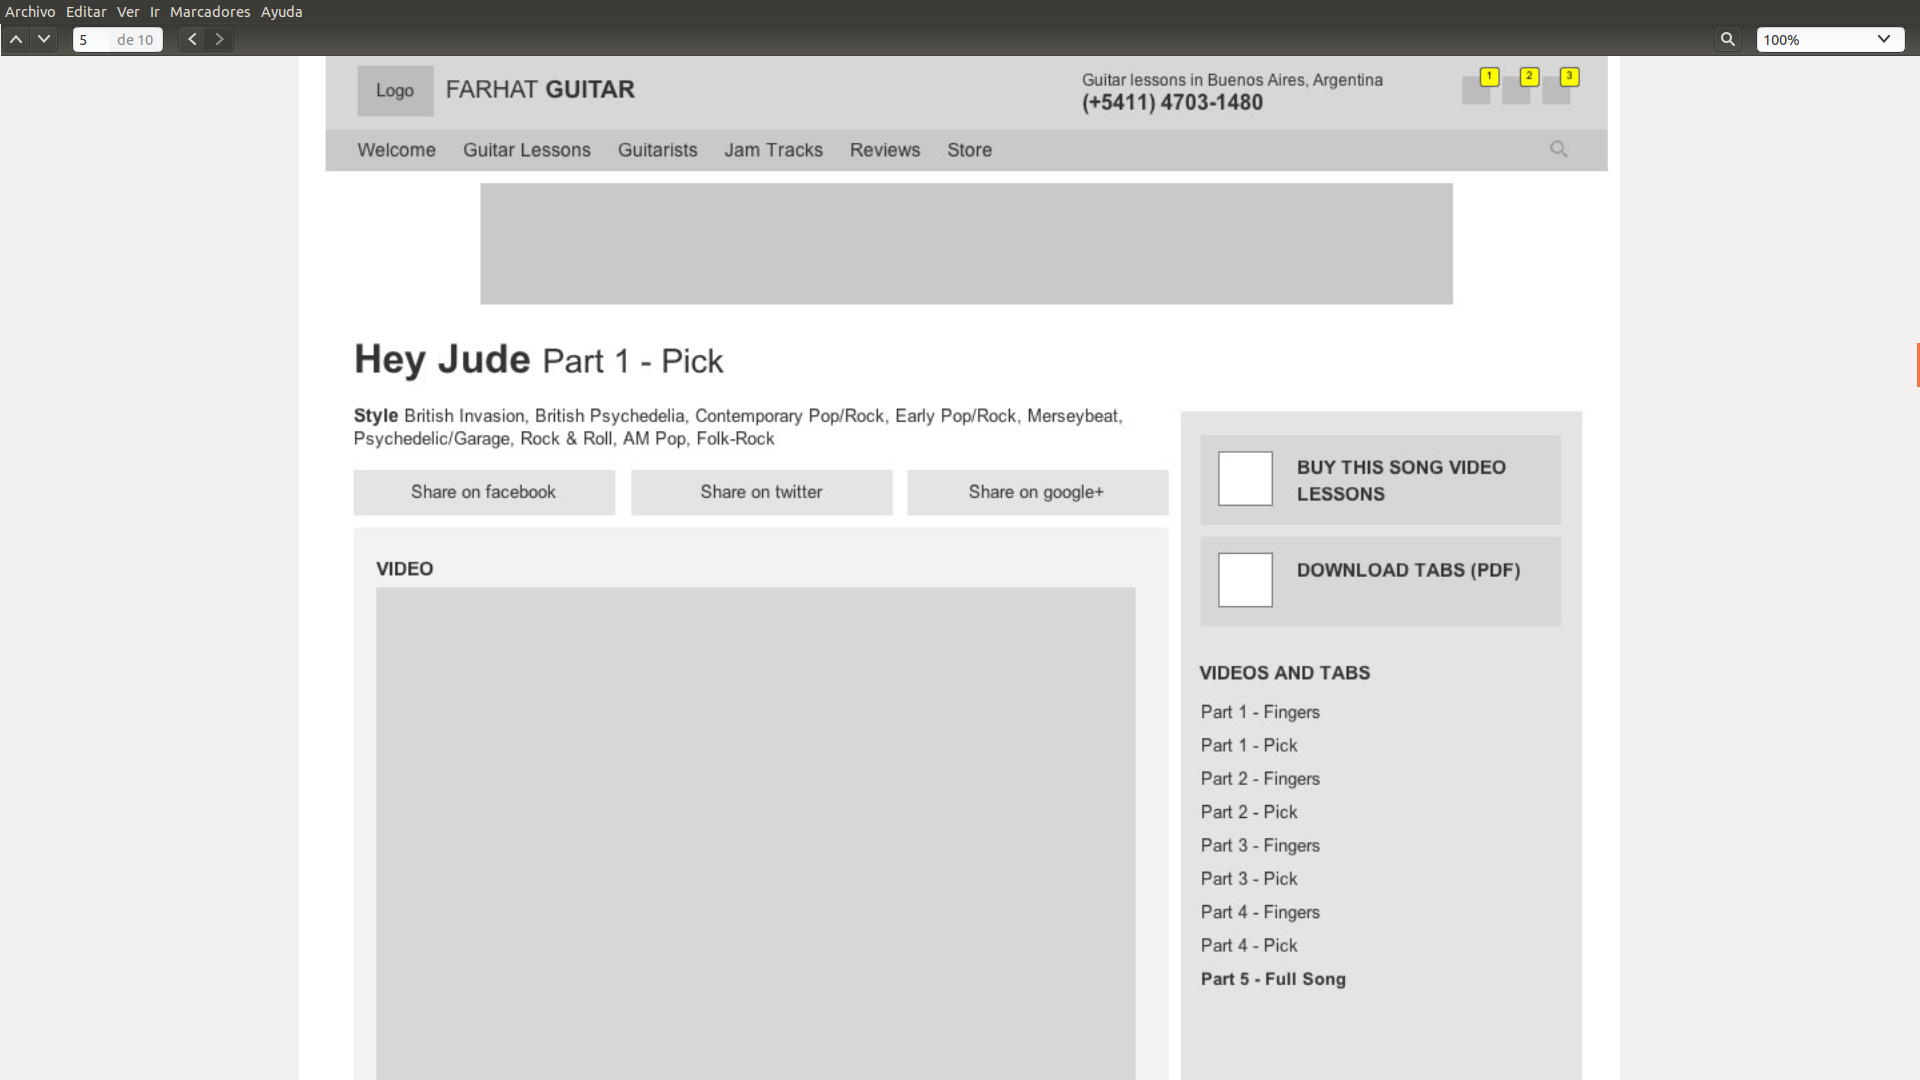 Archivo Editar Ver Ir Marcadores Ayuda
5 de 10
100%
Logo
FARHAT GUITAR
Guitar lessons in Buenos Aires, Argentina
(+5411) 4703-1480
1 2 3
Welcome Guitar Lessons Guitarists Jam Tracks Reviews Store
Hey Jude Part 1 - Pick
Style British Invasion, British Psychedelia, Contemporary Pop/Rock, Early Pop/Rock, Merseybeat,
Psychedelic/Garage, Rock & Roll, AM Pop, Folk-Rock
Share on facebook Share on twitter Share on google+
VIDEO
BUY THIS SONG VIDEO
LESSONS
DOWNLOAD TABS (PDF)
VIDEOS AND TABS
Part 1 - Fingers
Part 1 - Pick
Part 2 - Fingers
Part 2 - Pick
Part 3 - Fingers
Part 3 - Pick
Part 4 - Fingers
Part 4 - Pick
Part 5 - Full Song